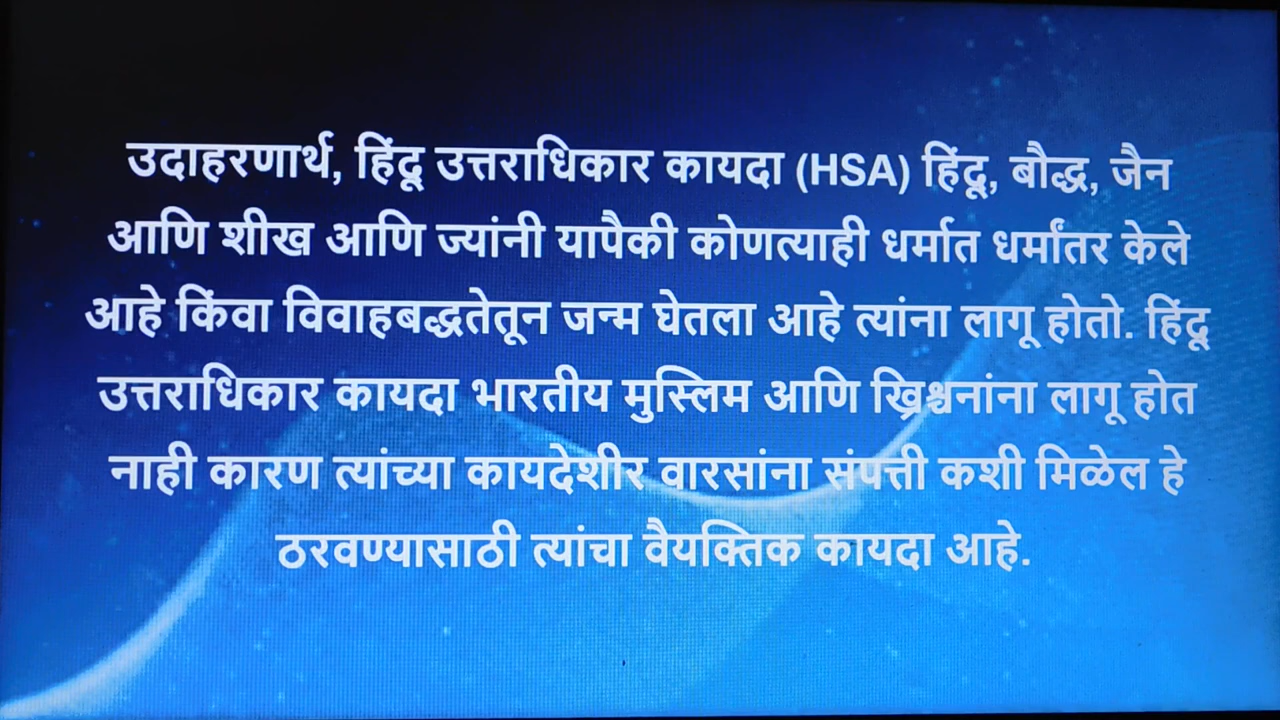 उदाहरणार्थ, हिंदू उत्तराधिकार कायदा (HSA) हिंदू, बौद्ध, जैन
आणि शीख आणि ज्यांनी यापैकी कोणत्याही धर्मात धर्मांतर केले
आहे किंवा विवाहबद्धतेतून जन्म घेतला आहे त्यांना लागू होतो. हिंदू
उत्तराधिकार कायदा भारतीय मुस्लिम आणि ख्रिश्चनांना लागू होत
नाही कारण त्यांच्या कायदेशीर वारसांना संपत्ती कशी मिळेल हे
ठरवण्यासाठी त्यांचा वैयक्तिक कायदा आहे.